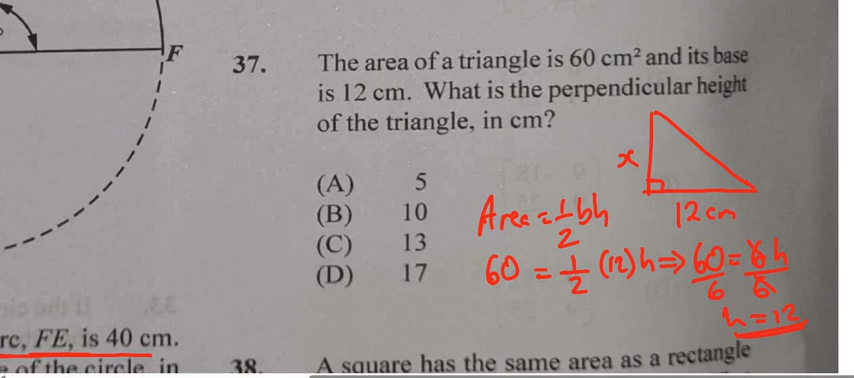 F
37. The area of a triangle is 60 cm² and its base
is 12 cm. What is the perpendicular height
of the triangle, in cm?
x
12 cm
(A) 5
(B) 10
(C) 13
(D) 17
Area = 1/2 bh
60 = 1/2 (12) h ⇒ 60/6 = 6h/6
h = 12
rc, FE, is 40 cm.
of the circle, in
38. A square has the same area as a rectangle